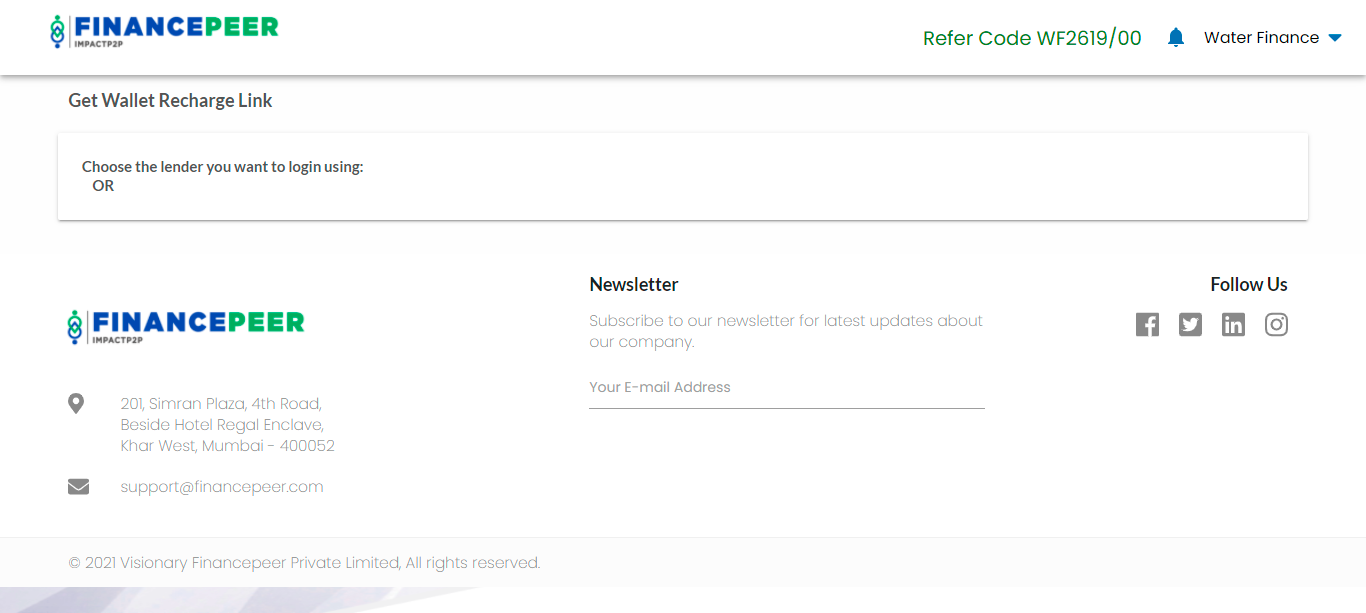 FINANCEPEER
IMPACTP2P
Refer Code WF2619/00
Water Finance
Get Wallet Recharge Link
Choose the lender you want to login using:
OR
FINANCEPEER
IMPACTP2P
201, Simran Plaza, 4th Road,
Beside Hotel Regal Enclave,
Khar West, Mumbai - 400052
support@financepeer.com
Newsletter
Subscribe to our newsletter for latest updates about
our company.
Your E-mail Address
Follow Us
© 2021 Visionary Financepeer Private Limited, All rights reserved.